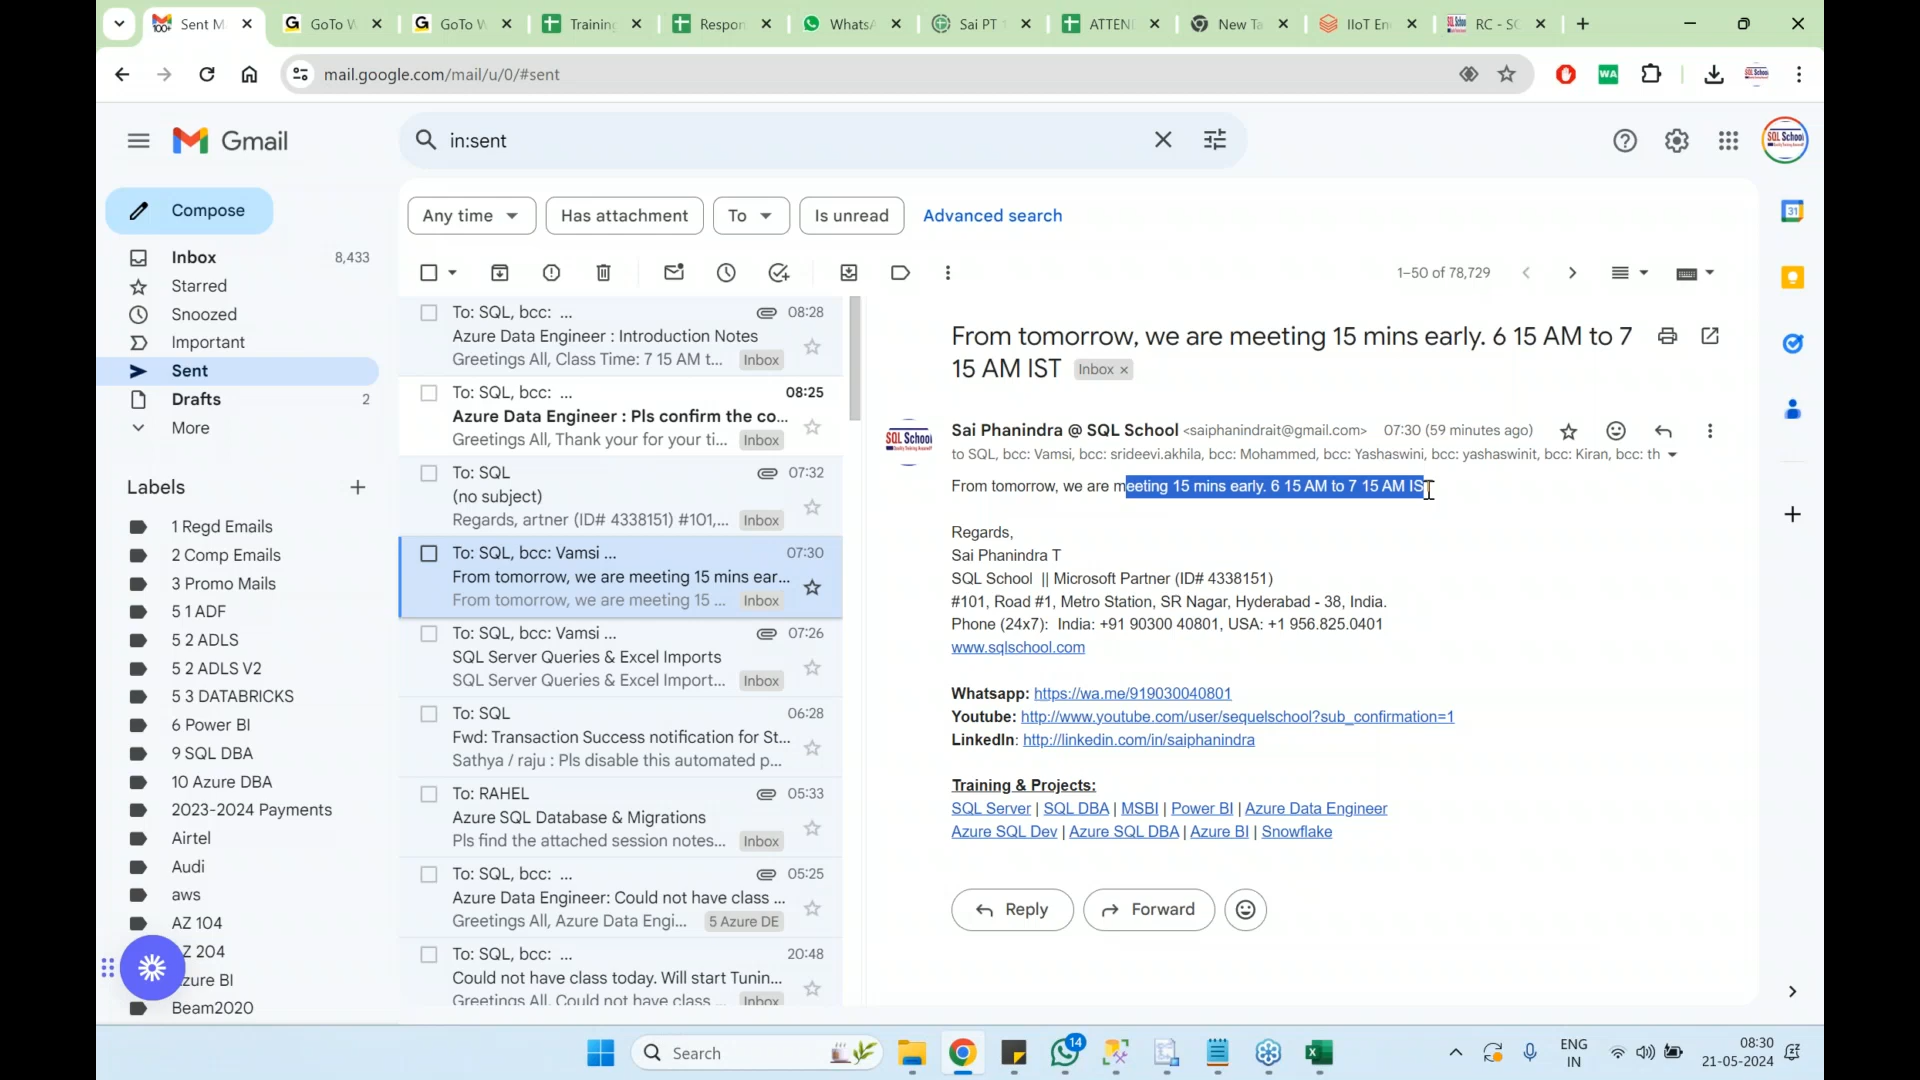 Sent M
GoTo W
GoTo W
Training
Respon
WhatsA
Sai PT
ATTEN
New Ta
IIoT En
RC - SC
mail.google.com/mail/u/0/#sent
WA
Gmail
in:sent
SQL School
Compose
Any time
Has attachment
To
Is unread
Advanced search
Inbox 8,433
Starred
Snoozed
Important
Sent
Drafts 2
More
1–50 of 78,729
Labels
1 Regd Emails
2 Comp Emails
3 Promo Mails
5 1 ADF
5 2 ADLS
5 2 ADLS V2
5 3 DATABRICKS
6 Power BI
9 SQL DBA
10 Azure DBA
2023-2024 Payments
Airtel
Audi
aws
AZ 104
Z 204
zure BI
Beam2020
To: SQL, bcc: ... 08:28
Azure Data Engineer : Introduction Notes
Greetings All, Class Time: 7 15 AM t... Inbox
To: SQL, bcc: ... 08:25
Azure Data Engineer : Pls confirm the co...
Greetings All, Thank your for your ti... Inbox
To: SQL 07:32
(no subject)
Regards, artner (ID# 4338151) #101,... Inbox
To: SQL, bcc: Vamsi ... 07:30
From tomorrow, we are meeting 15 mins ear...
From tomorrow, we are meeting 15 ... Inbox
To: SQL, bcc: Vamsi ... 07:26
SQL Server Queries & Excel Imports
SQL Server Queries & Excel Import... Inbox
To: SQL 06:28
Fwd: Transaction Success notification for St...
Sathya / raju : Pls disable this automated p...
To: RAHEL 05:33
Azure SQL Database & Migrations
Pls find the attached session notes... Inbox
To: SQL, bcc: ... 05:25
Azure Data Engineer: Could not have class ...
Greetings All, Azure Data Engi... 5 Azure DE
To: SQL, bcc: ... 20:48
Could not have class today. Will start Tunin...
Greetings All, Could not have class ... Inbox
From tomorrow, we are meeting 15 mins early. 6 15 AM to 7
15 AM IST Inbox ×
SQL School
Sai Phanindra @ SQL School <saiphanindrait@gmail.com> 07:30 (59 minutes ago)
to SQL, bcc: Vamsi, bcc: srideevi.akhila, bcc: Mohammed, bcc: Yashaswini, bcc: yashaswinit, bcc: Kiran, bcc: th
From tomorrow, we are meeting 15 mins early. 6 15 AM to 7 15 AM IS
Regards,
Sai Phanindra T
SQL School || Microsoft Partner (ID# 4338151)
#101, Road #1, Metro Station, SR Nagar, Hyderabad - 38, India.
Phone (24x7): India: +91 90300 40801, USA: +1 956.825.0401
www.sqlschool.com
Whatsapp: https://wa.me/919030040801
Youtube: http://www.youtube.com/user/sequelschool?sub_confirmation=1
LinkedIn: http://linkedin.com/in/saiphanindra
Training & Projects:
SQL Server | SQL DBA | MSBI | Power BI | Azure Data Engineer
Azure SQL Dev | Azure SQL DBA | Azure BI | Snowflake
Reply
Forward
Search
14
ENG
IN
08:30
21-05-2024